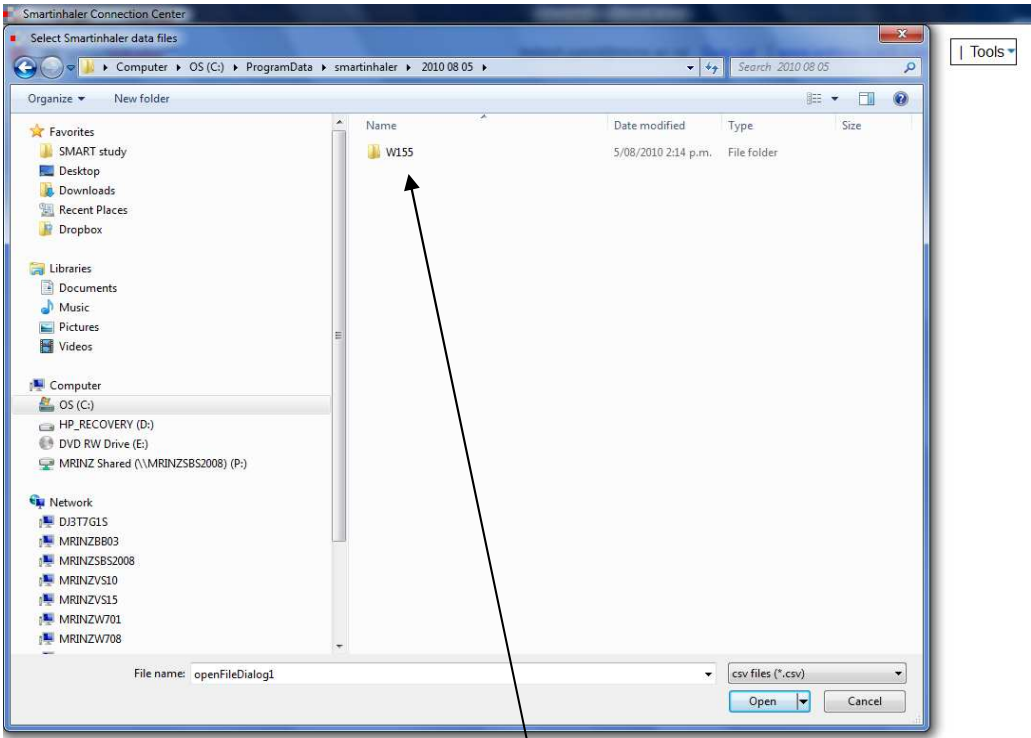 Smartinhaler Connection Center
Select Smartinhaler data files
| Tools
Computer OS (C:) ProgramData smartinhaler 2010 08 05
Search 2010 08 05
Organize New folder
Name Date modified Type Size
W155 5/08/2010 2:14 p.m. File folder
Favorites
SMART study
Desktop
Downloads
Recent Places
Dropbox
Libraries
Documents
Music
Pictures
Videos
Computer
OS (C:)
HP_RECOVERY (D:)
DVD RW Drive (E:)
MRINZ Shared (\\MRINZSBS2008) (P:)
Network
DJ3T7G1S
MRINZBB03
MRINZSBS2008
MRINZVS10
MRINZVS15
MRINZW701
MRINZW708
File name: openFileDialog1 csv files (*.csv)
Open Cancel